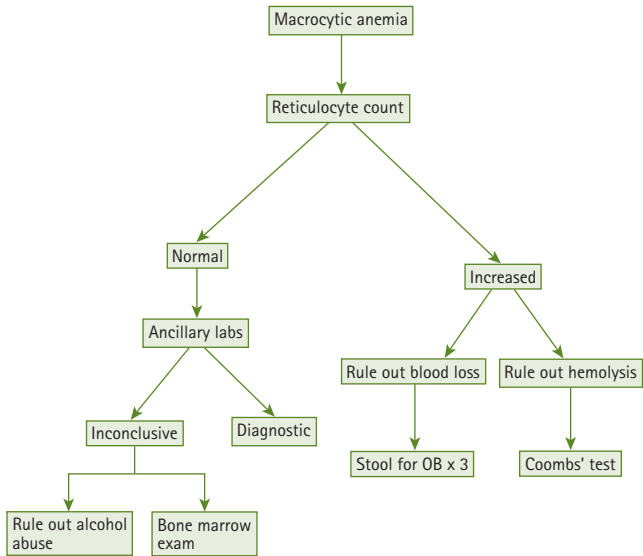 Macrocytic anemia
Reticulocyte count
Normal
Increased
Ancillary labs
Rule out blood loss
Rule out hemolysis
Inconclusive
Diagnostic
Stool for OB x 3
Coombs' test
Rule out alcohol
abuse
Bone marrow
exam